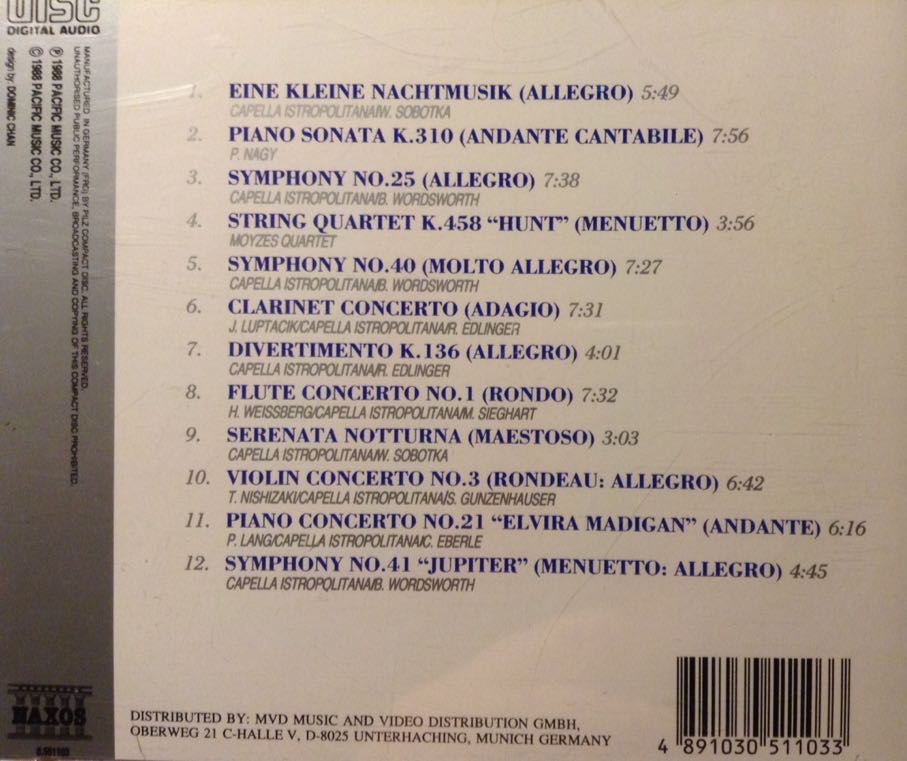 DISC
DIGITAL AUDIO
MANUFACTURED IN GERMANY (FRG) BY PILZ COMPACT DISC. ALL RIGHTS RESERVED.
UNAUTHORISED PUBLIC PERFORMANCE, BROADCASTING AND COPYING OF THIS COMPACT DISC PROHIBITED.
℗ 1988 PACIFIC MUSIC CO., LTD.
© 1988 PACIFIC MUSIC CO., LTD.
design by: DOMINIC CHAN
1. EINE KLEINE NACHTMUSIK (ALLEGRO) 5:49
CAPELLA ISTROPOLITANA/W. SOBOTKA
2. PIANO SONATA K.310 (ANDANTE CANTABILE) 7:56
P. NAGY
3. SYMPHONY NO.25 (ALLEGRO) 7:38
CAPELLA ISTROPOLITANA/B. WORDSWORTH
4. STRING QUARTET K.458 “HUNT” (MENUETTO) 3:56
MOYZES QUARTET
5. SYMPHONY NO.40 (MOLTO ALLEGRO) 7:27
CAPELLA ISTROPOLITANA/B. WORDSWORTH
6. CLARINET CONCERTO (ADAGIO) 7:31
J. LUPTACIK/CAPELLA ISTROPOLITANA/R. EDLINGER
7. DIVERTIMENTO K.136 (ALLEGRO) 4:01
CAPELLA ISTROPOLITANA/R. EDLINGER
8. FLUTE CONCERTO NO.1 (RONDO) 7:32
H. WEISSBERG/CAPELLA ISTROPOLITANA/M. SIEGHART
9. SERENATA NOTTURNA (MAESTOSO) 3:03
CAPELLA ISTROPOLITANA/W. SOBOTKA
10. VIOLIN CONCERTO NO.3 (RONDEAU: ALLEGRO) 6:42
T. NISHIZAKI/CAPELLA ISTROPOLITANA/S. GUNZENHAUSER
11. PIANO CONCERTO NO.21 “ELVIRA MADIGAN” (ANDANTE) 6:16
P. LANG/CAPELLA ISTROPOLITANA/C. EBERLE
12. SYMPHONY NO.41 “JUPITER” (MENUETTO: ALLEGRO) 4:45
CAPELLA ISTROPOLITANA/B. WORDSWORTH
NAXOS
8.551103
DISTRIBUTED BY: MVD MUSIC AND VIDEO DISTRIBUTION GMBH,
OBERWEG 21 C-HALLE V, D-8025 UNTERHACHING, MUNICH GERMANY
4 891030 511033